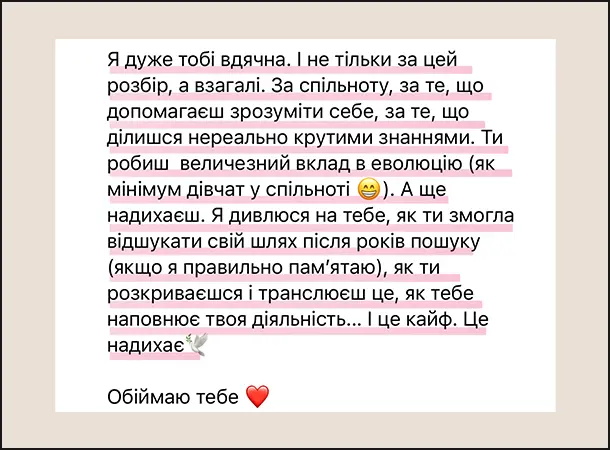 Я дуже тобі вдячна. І не тільки за цей
розбір, а взагалі. За спільноту, за те, що
допомагаєш зрозуміти себе, за те, що
ділишся нереально крутими знаннями. Ти
робиш  величезний вклад в еволюцію (як
мінімум дівчат у спільноті 😁). А ще
надихаєш. Я дивлюся на тебе, як ти змогла
відшукати свій шлях після років пошуку
(якщо я правильно памʼятаю), як ти
розкриваєшся і транслюєш це, як тебе
наповнює твоя діяльність... І це кайф. Це
надихає🕊️
Обіймаю тебе ❤️